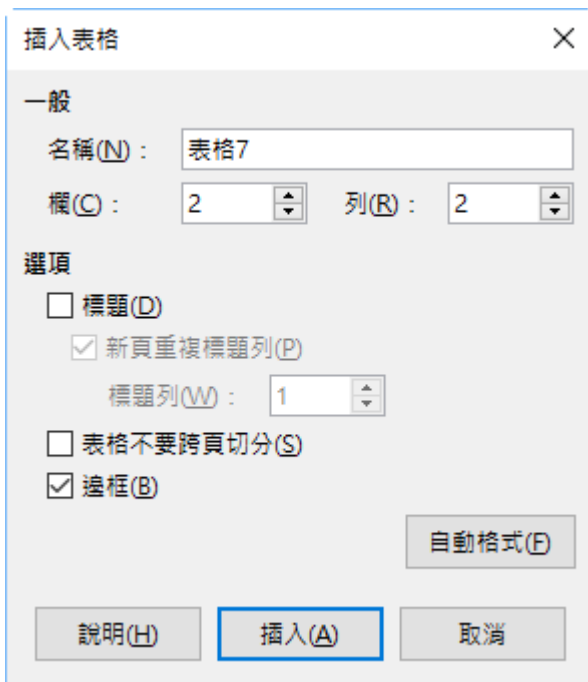 插入表格
一般
名稱(N)： 表格7
欄(C)： 2 列(R)： 2
選項
標題(D)
新頁重複標題列(P)
標題列(W)： 1
表格不要跨頁切分(S)
邊框(B)
自動格式(F)
說明(H) 插入(A) 取消